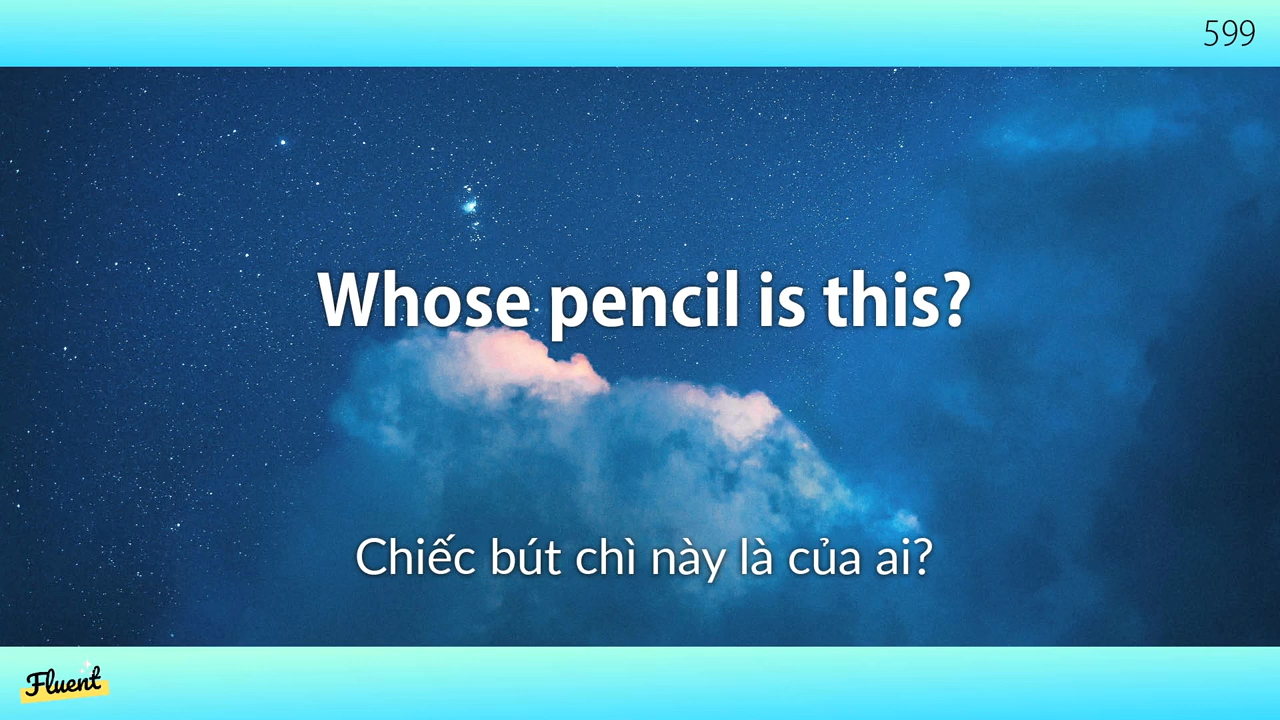 599
Whose pencil is this?
Chiếc bút chì này là của ai?
Fluent